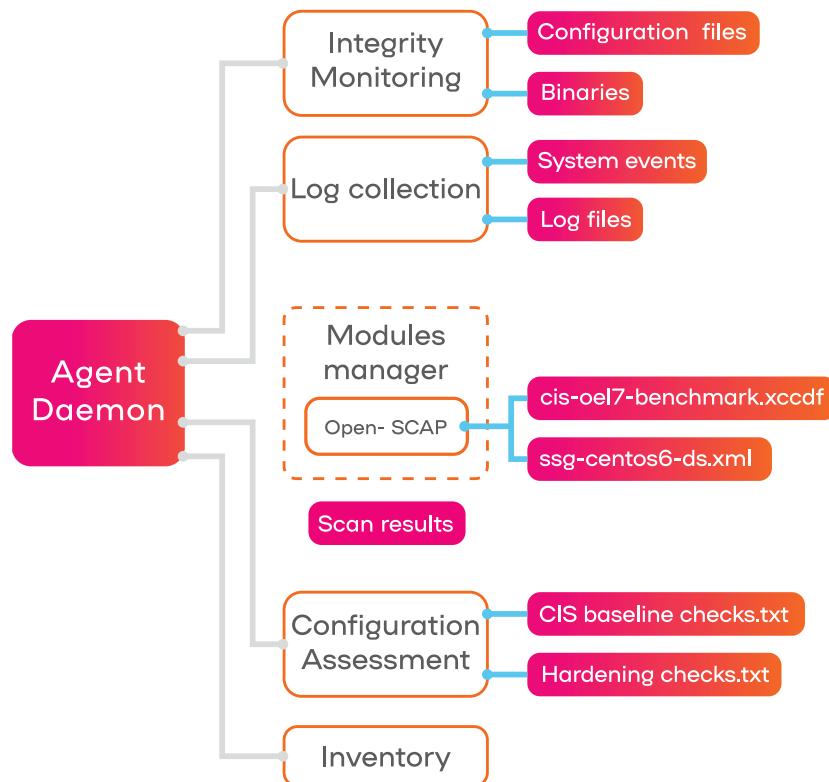 Integrity
Monitoring
Configuration files
Binaries
Log collection
System events
Log files
Agent
Daemon
Modules
manager
Open- SCAP
cis-oel7-benchmark.xccdf
ssg-centos6-ds.xml
Scan results
Configuration
Assessment
CIS baseline checks.txt
Hardening checks.txt
Inventory